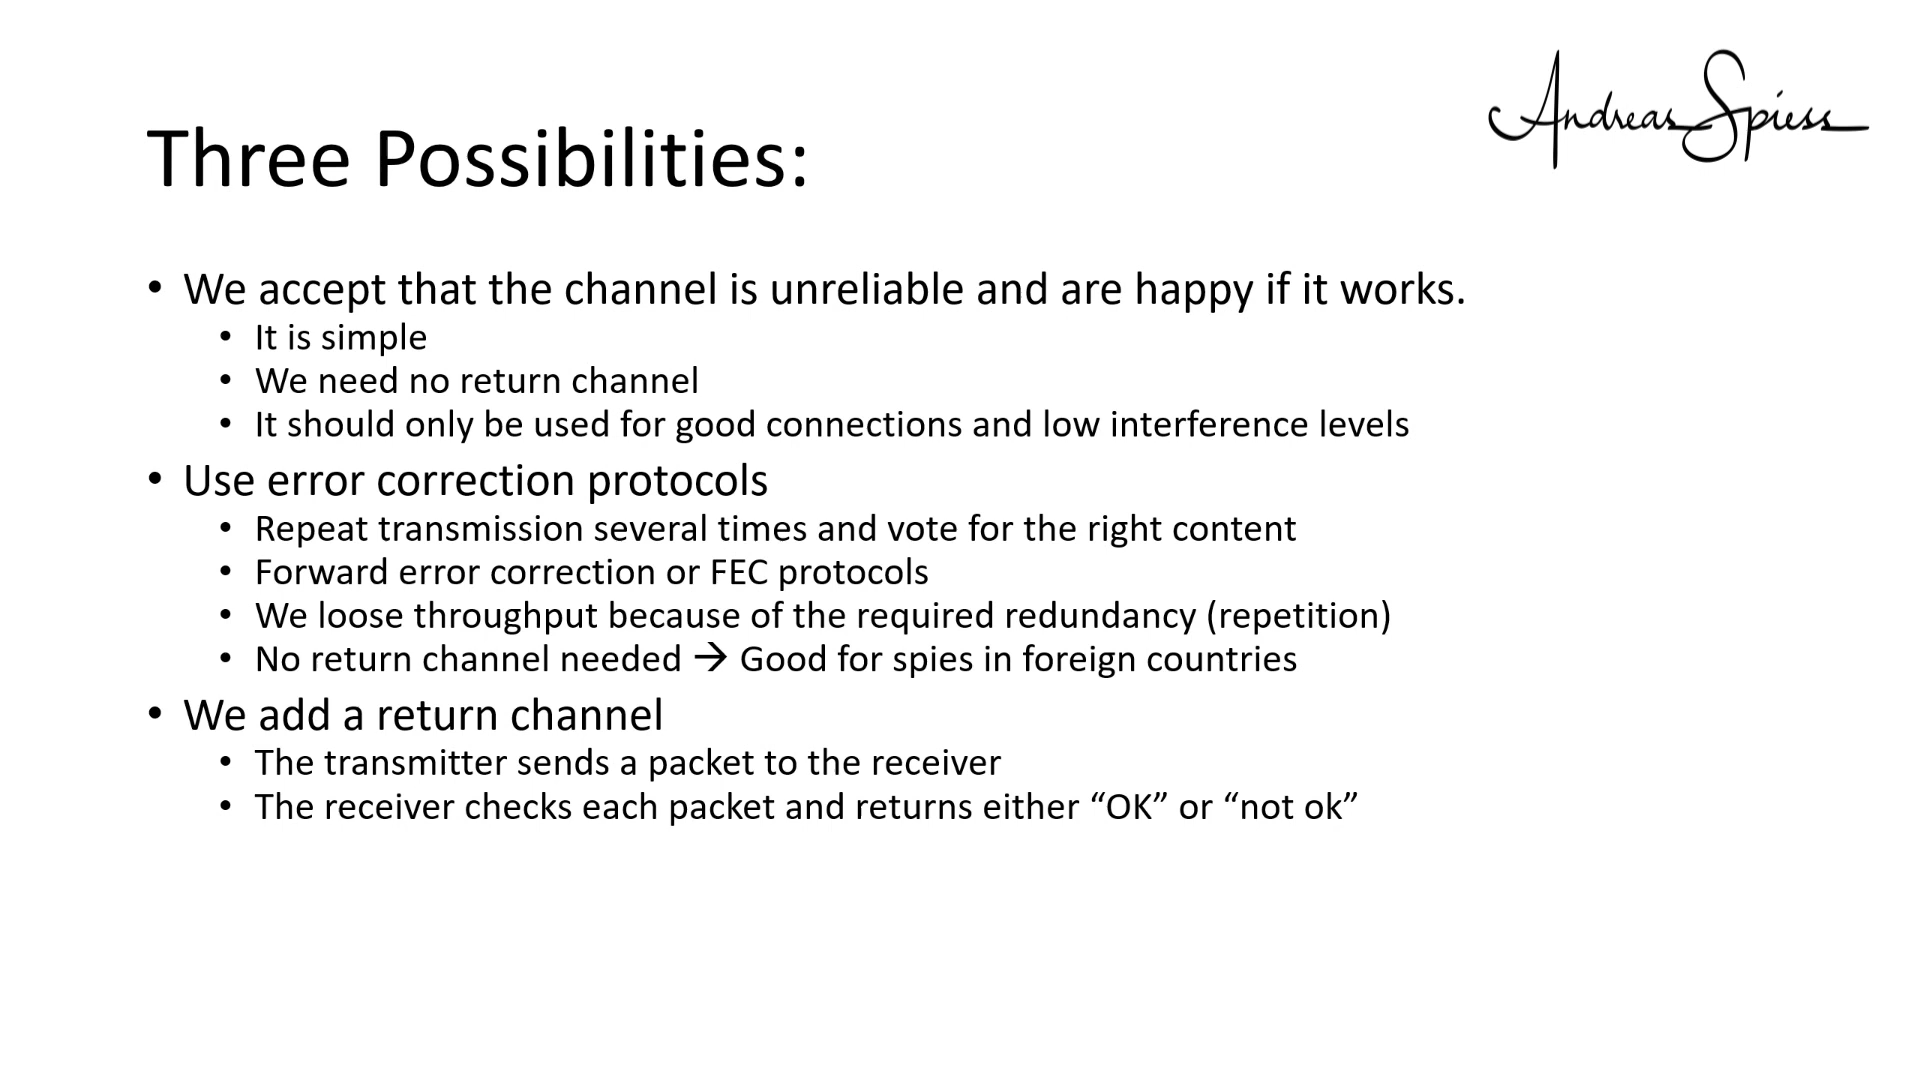 Andreas Spiess
Three Possibilities:
• We accept that the channel is unreliable and are happy if it works.
• It is simple
• We need no return channel
• It should only be used for good connections and low interference levels
• Use error correction protocols
• Repeat transmission several times and vote for the right content
• Forward error correction or FEC protocols
• We loose throughput because of the required redundancy (repetition)
• No return channel needed → Good for spies in foreign countries
• We add a return channel
• The transmitter sends a packet to the receiver
• The receiver checks each packet and returns either “OK” or “not ok”